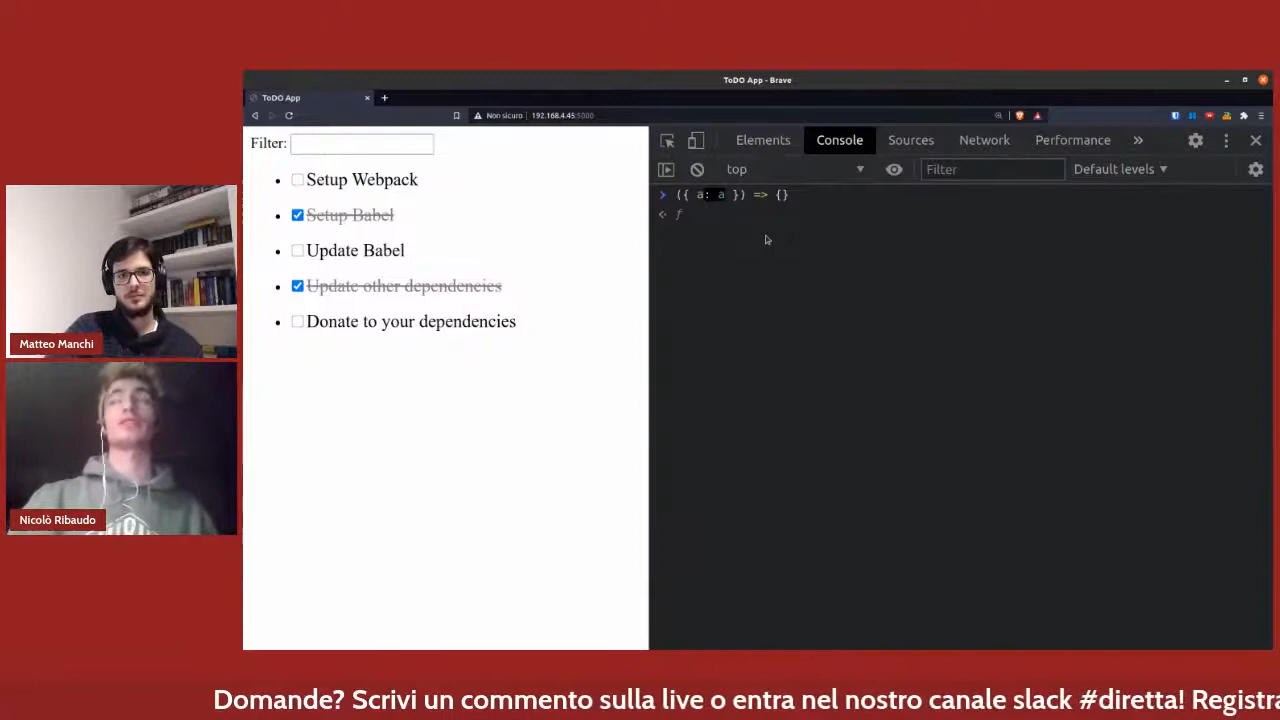 ToDO App - Brave
ToDO App
Non sicuro 192.168.4.45:5000
Filter:
Setup Webpack
Setup Babel
Update Babel
Update other dependencies
Donate to your dependencies
Elements Console Sources Network Performance
top Filter Default levels
({ a: a }) => {}
f
Matteo Manchi
Nicolò Ribaudo
Domande? Scrivi un commento sulla live o entra nel nostro canale slack #diretta! Registra